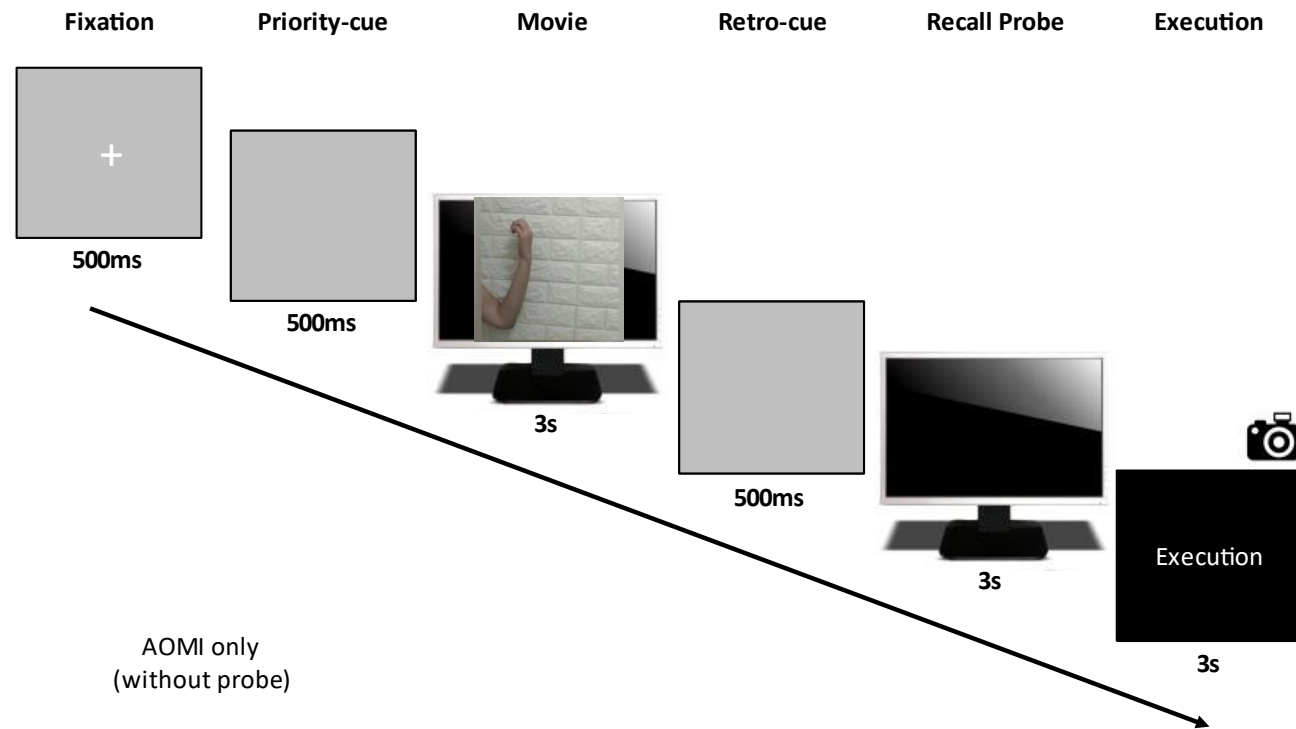 Fixation
Priority-cue
Movie
Retro-cue
Recall Probe
Execution
500ms
500ms
3s
500ms
3s
Execution
3s
AOMI only
(without probe)